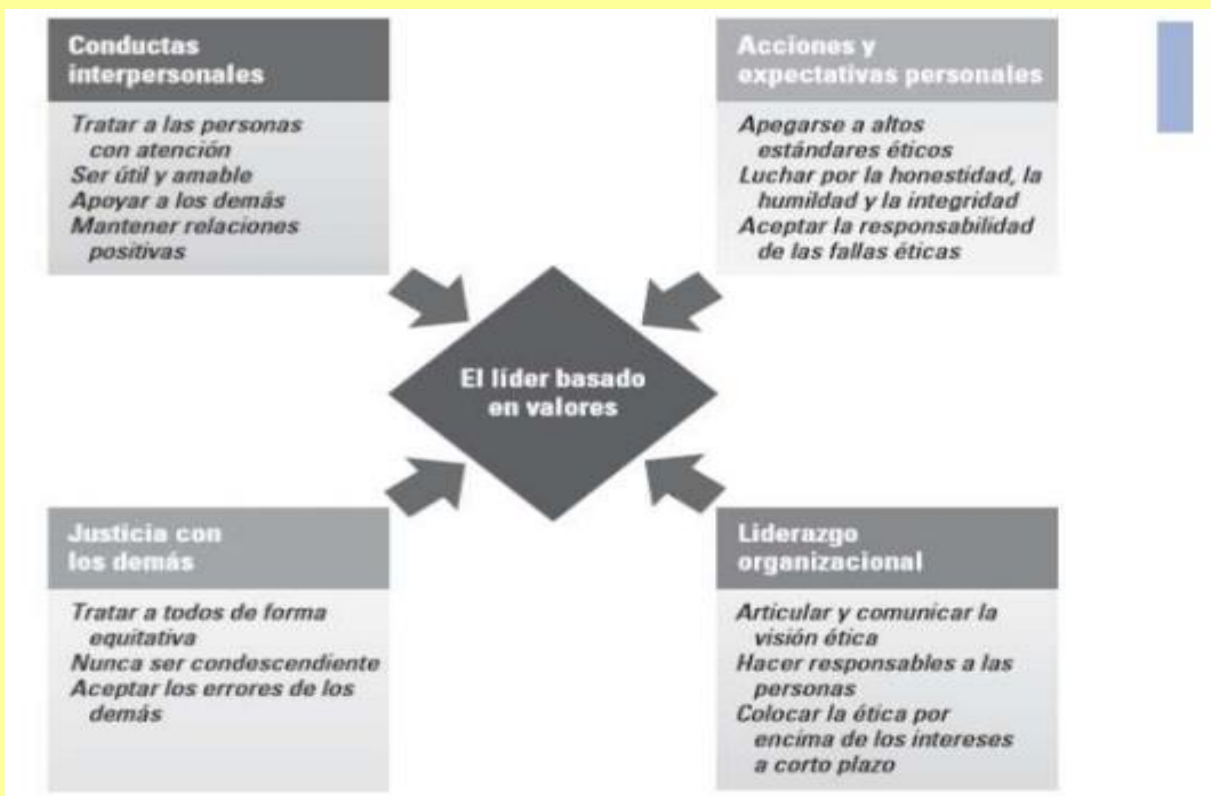 Conductas
interpersonales
Tratar a las personas
con atención
Ser útil y amable
Apoyar a los demás
Mantener relaciones
positivas
Acciones y
expectativas personales
Apegarse a altos
estándares éticos
Luchar por la honestidad, la
humildad y la integridad
Aceptar la responsabilidad
de las fallas éticas
El líder basado
en valores
Justicia con
los demás
Tratar a todos de forma
equitativa
Nunca ser condescendiente
Aceptar los errores de los
demás
Liderazgo
organizacional
Articular y comunicar la
visión ética
Hacer responsables a las
personas
Colocar la ética por
encima de los intereses
a corto plazo